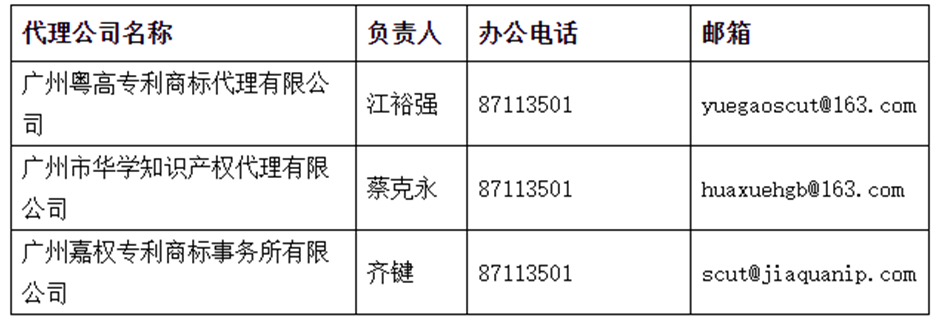 代理公司名称 负责人 办公电话 邮箱
广州粤高专利商标代理有限公
司 江裕强 87113501 yuegaoscut@163.com
广州市华学知识产权代理有限
公司 蔡克永 87113501 huaxuehgb@163.com
广州嘉权专利商标事务所有限
公司 齐键 87113501 scut@jiaquanip.com